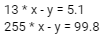 13 * x - y = 5.1
255 * x - y = 99.8